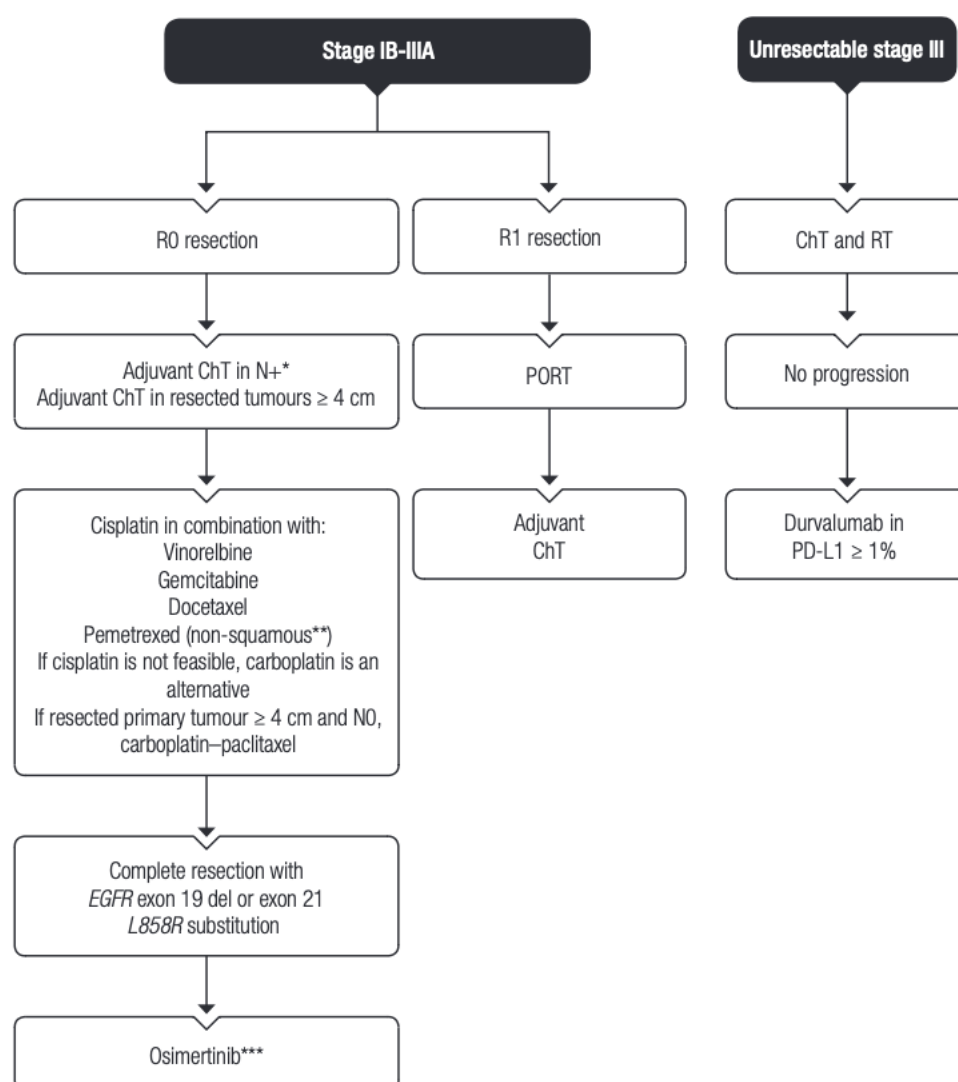 Stage IB-IIIA
Unresectable stage III
R0 resection
R1 resection
ChT and RT
Adjuvant ChT in N+*
Adjuvant ChT in resected tumours ≥ 4 cm
PORT
No progression
Cisplatin in combination with:
Vinorelbine
Gemcitabine
Docetaxel
Pemetrexed (non-squamous**)
If cisplatin is not feasible, carboplatin is an
alternative
If resected primary tumour ≥ 4 cm and N0,
carboplatin–paclitaxel
Adjuvant
ChT
Durvalumab in
PD-L1 ≥ 1%
Complete resection with
EGFR exon 19 del or exon 21
L858R substitution
Osimertinib***